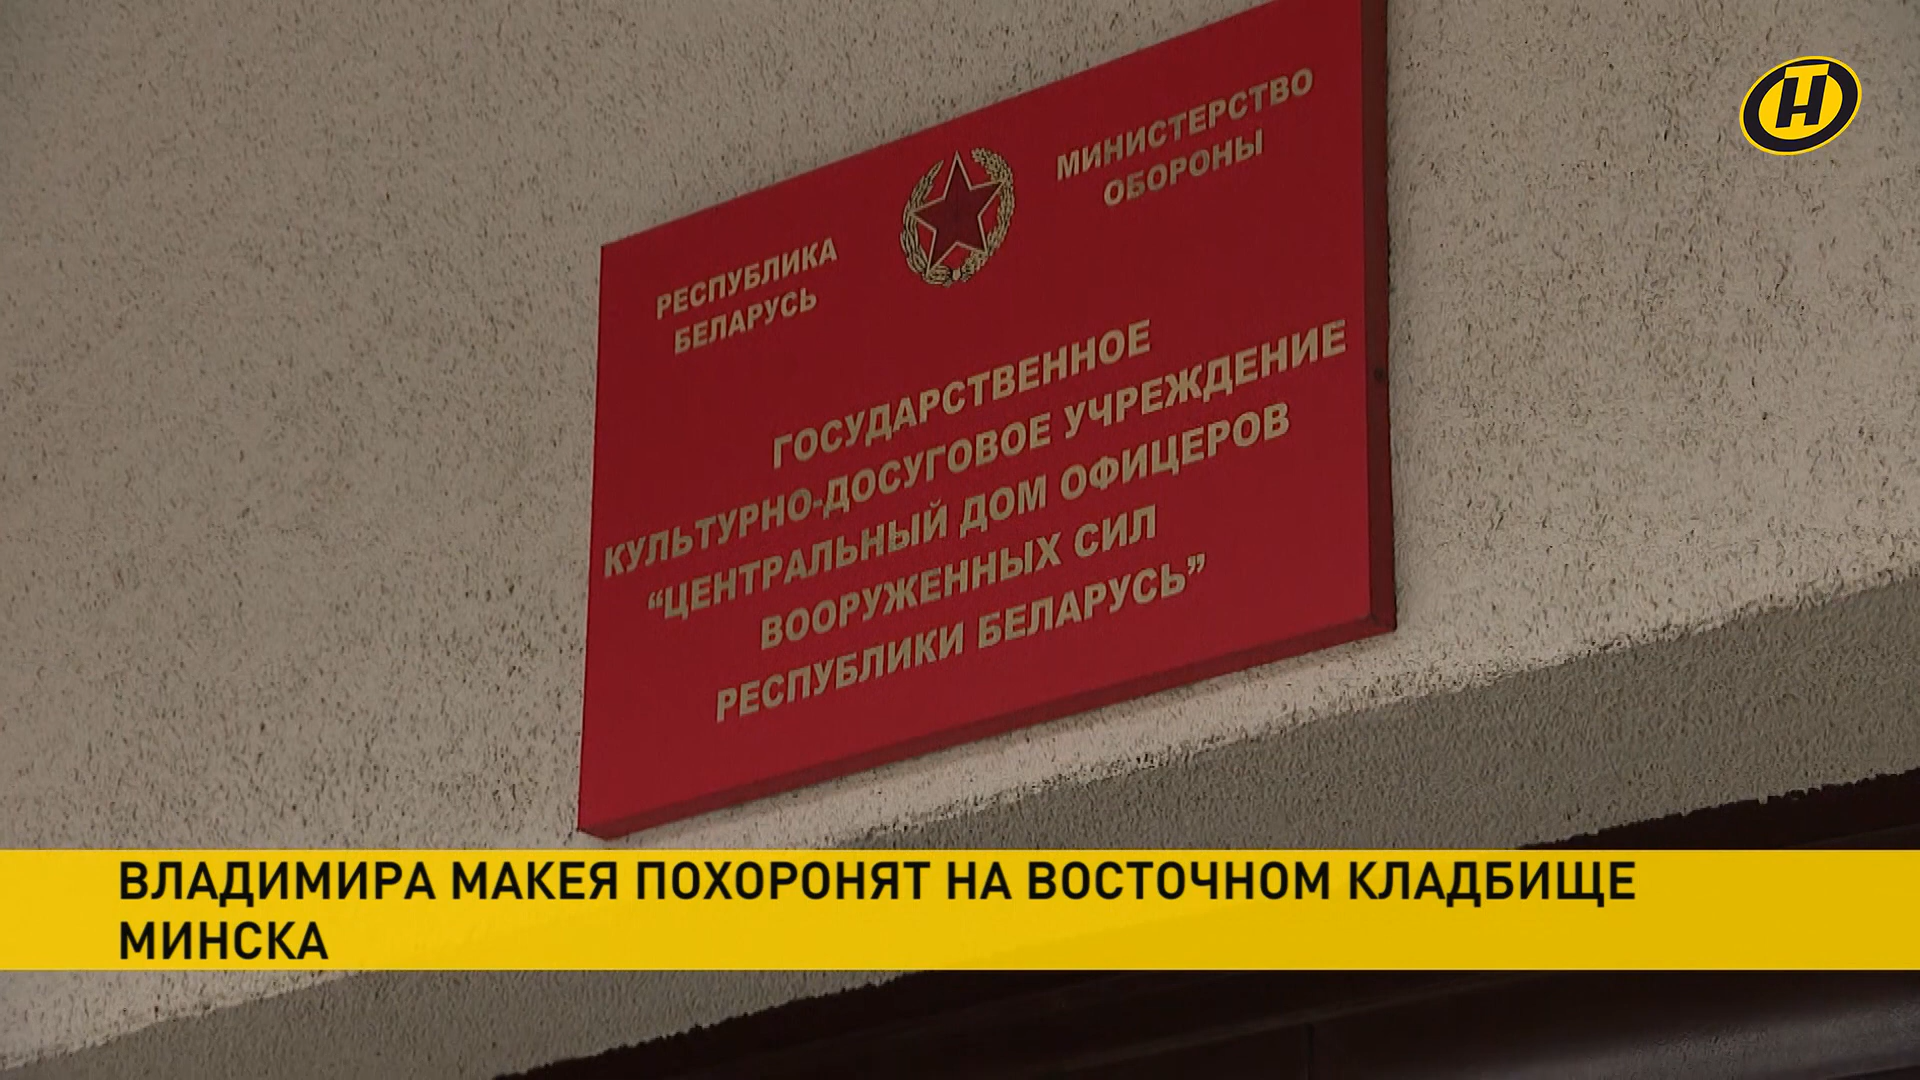 РЕСПУБЛИКА
БЕЛАРУСЬ
МИНИСТЕРСТВО
ОБОРОНЫ
ГОСУДАРСТВЕННОЕ
КУЛЬТУРНО-ДОСУГОВОЕ УЧРЕЖДЕНИЕ
“ЦЕНТРАЛЬНЫЙ ДОМ ОФИЦЕРОВ
ВООРУЖЕННЫХ СИЛ
РЕСПУБЛИКИ БЕЛАРУСЬ”
ВЛАДИМИРА МАКЕЯ ПОХОРОНЯТ НА ВОСТОЧНОМ КЛАДБИЩЕ
МИНСКА
ТН